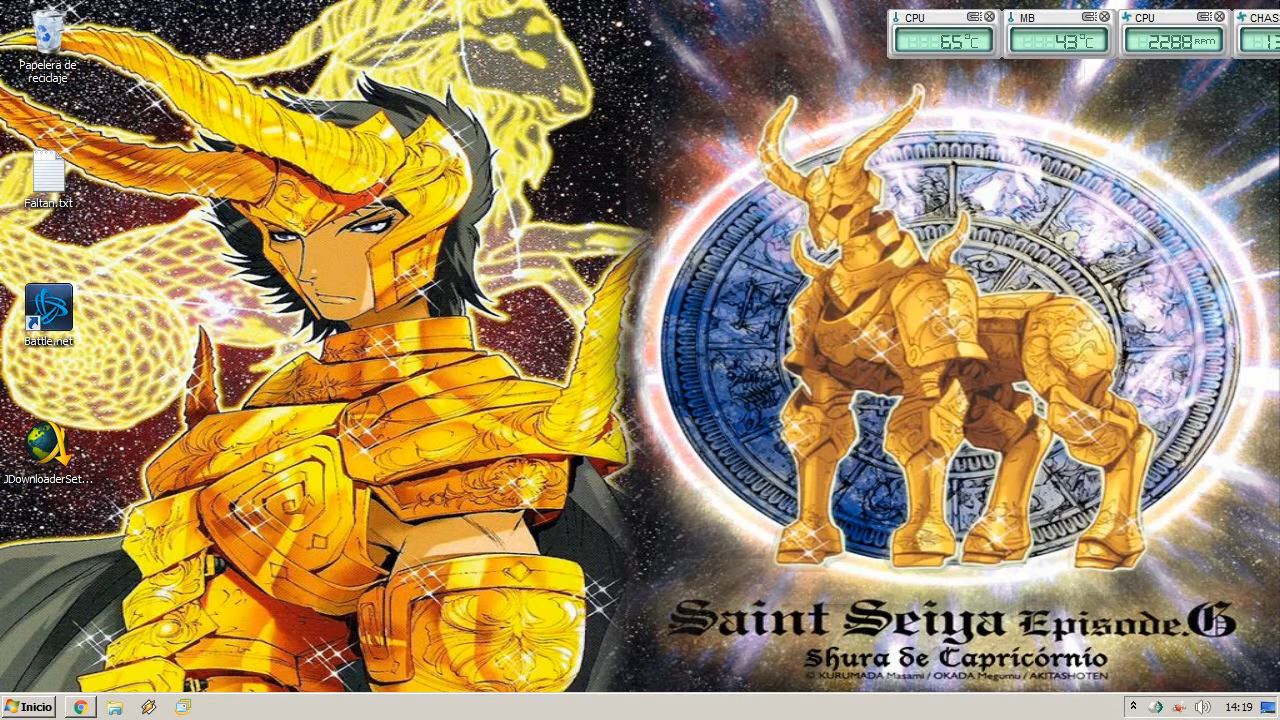 CPU
MB
CPU
CHAS
65°C
43°C
2288 RPM
Papelera de
reciclaje
Faltan.txt
Battle.net
JDownloaderSet...
Saint Seiya Episode.G
Shura de Capricórnio
© KURUMADA Masami / OKADA Megumu / AKITASHOTEN
Inicio
14:19